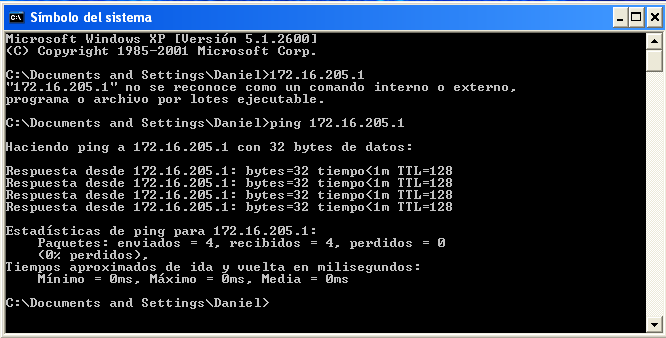 Símbolo del sistema
Microsoft Windows XP [Versión 5.1.2600]
(C) Copyright 1985-2001 Microsoft Corp.
C:\Documents and Settings\Daniel>172.16.205.1
"172.16.205.1" no se reconoce como un comando interno o externo,
programa o archivo por lotes ejecutable.
C:\Documents and Settings\Daniel>ping 172.16.205.1
Haciendo ping a 172.16.205.1 con 32 bytes de datos:
Respuesta desde 172.16.205.1: bytes=32 tiempo<1m TTL=128
Respuesta desde 172.16.205.1: bytes=32 tiempo<1m TTL=128
Respuesta desde 172.16.205.1: bytes=32 tiempo<1m TTL=128
Respuesta desde 172.16.205.1: bytes=32 tiempo<1m TTL=128
Estadísticas de ping para 172.16.205.1:
Paquetes: enviados = 4, recibidos = 4, perdidos = 0
(0% perdidos),
Tiempos aproximados de ida y vuelta en milisegundos:
Mínimo = 0ms, Máximo = 0ms, Media = 0ms
C:\Documents and Settings\Daniel>